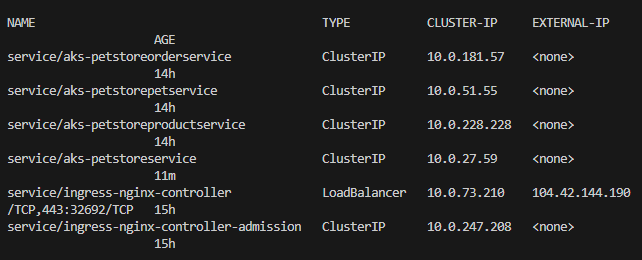 NAME TYPE CLUSTER-IP EXTERNAL-IP
AGE
service/aks-petstoreorderservice ClusterIP 10.0.181.57 <none>
14h
service/aks-petstorepetservice ClusterIP 10.0.51.55 <none>
14h
service/aks-petstoreproductservice ClusterIP 10.0.228.228 <none>
14h
service/aks-petstoreservice ClusterIP 10.0.27.59 <none>
11m
service/ingress-nginx-controller LoadBalancer 10.0.73.210 104.42.144.190
/TCP,443:32692/TCP 15h
service/ingress-nginx-controller-admission ClusterIP 10.0.247.208 <none>
15h